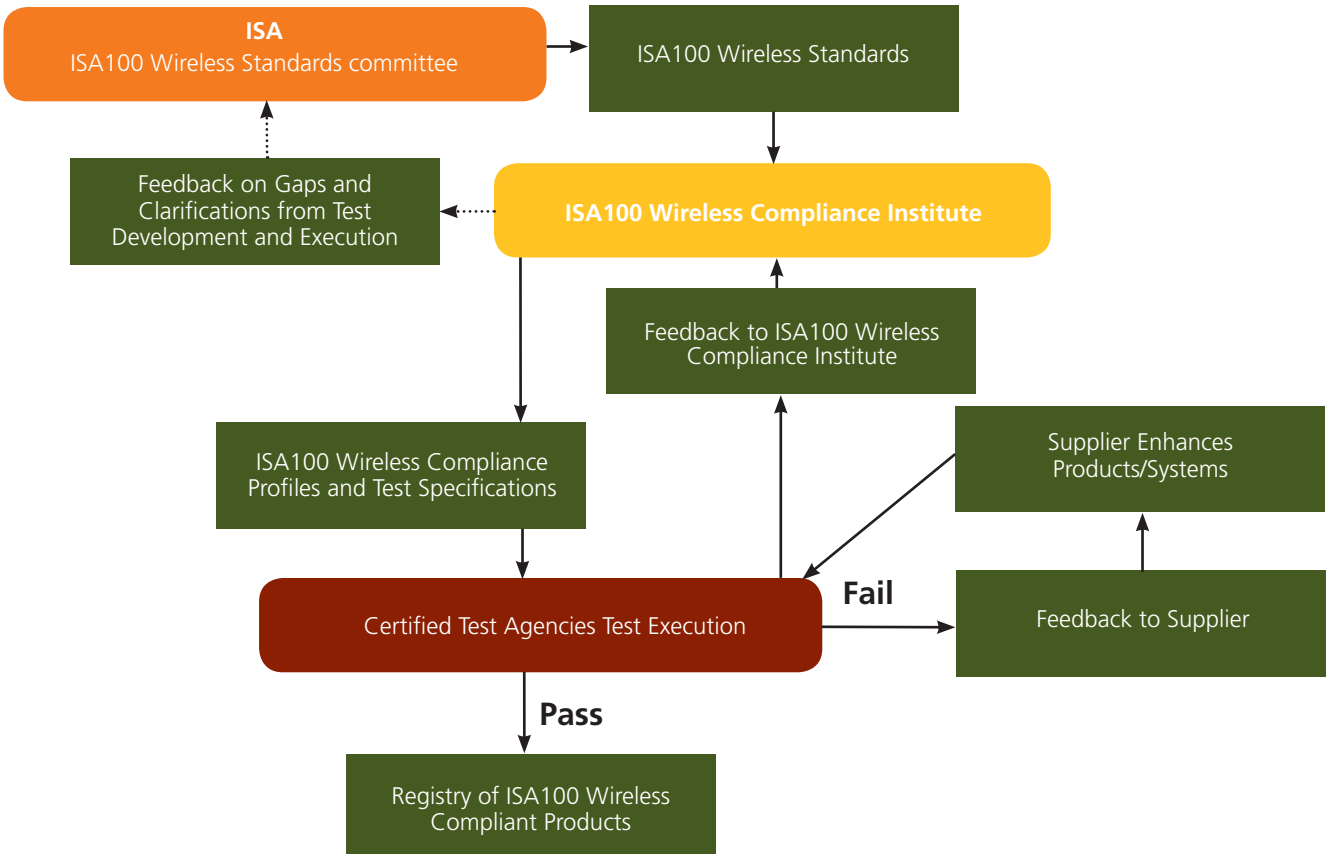 ISA
ISA100 Wireless Standards committee
ISA100 Wireless Standards
Feedback on Gaps and
Clarifications from Test
Development and Execution
ISA100 Wireless Compliance Institute
Feedback to ISA100 Wireless
Compliance Institute
ISA100 Wireless Compliance
Profiles and Test Specifications
Supplier Enhances
Products/Systems
Certified Test Agencies Test Execution
Fail
Feedback to Supplier
Pass
Registry of ISA100 Wireless
Compliant Products